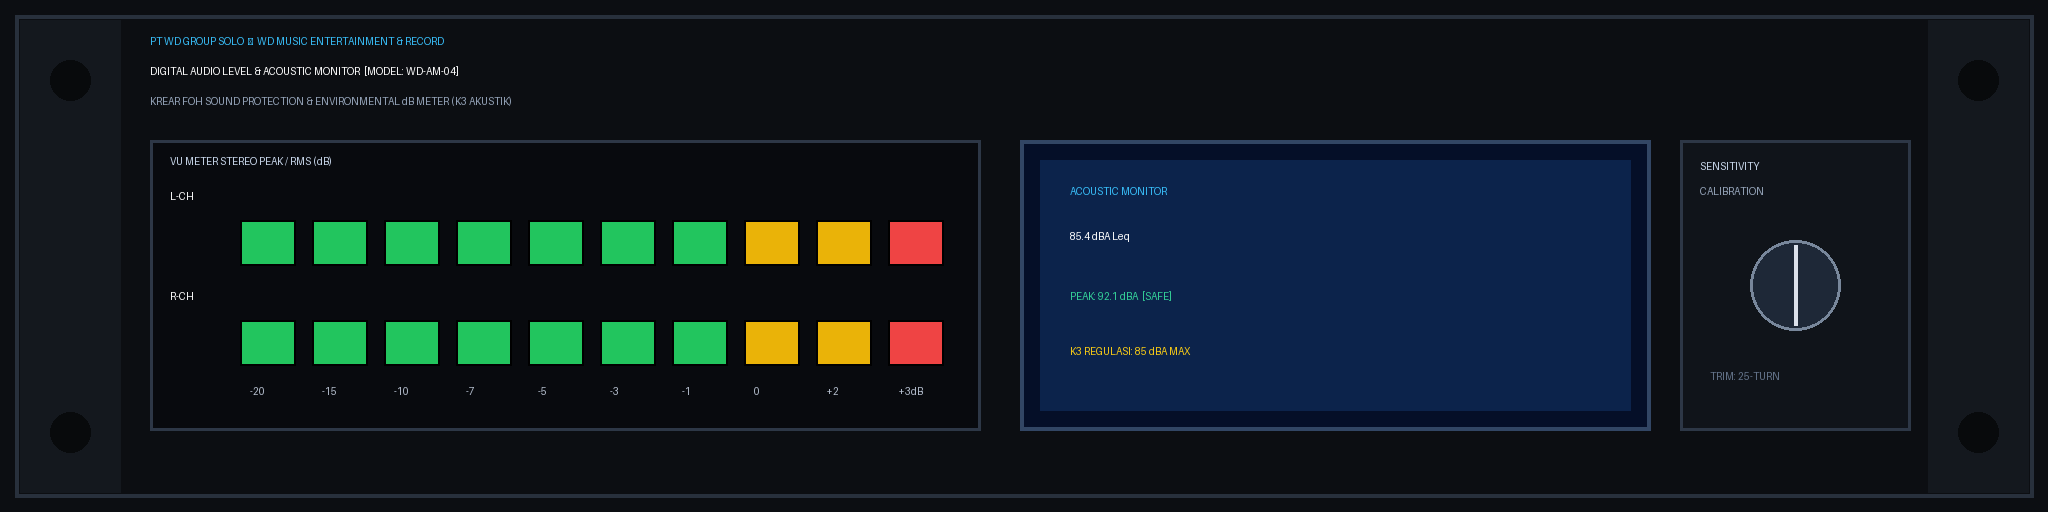 PT WD GROUP SOLO WD MUSIC ENTERTAINMENT & RECORD
DIGITAL AUDIO LEVEL & ACOUSTIC MONITOR [MODEL: WD-AM-04]
KREAR FOH SOUND PROTECTION & ENVIRONMENTAL dB METER (K3 AKUSTIK)
VU METER STEREO PEAK / RMS (dB)
L-CH
R-CH
-20 -15 -10 -7 -5 -3 -1 0 +2 +3dB
ACOUSTIC MONITOR
85.4 dBA Leq
PEAK: 92.1 dBA [SAFE]
K3 REGULASI: 85 dBA MAX
SENSITIVITY
CALIBRATION
TRIM: 25-TURN